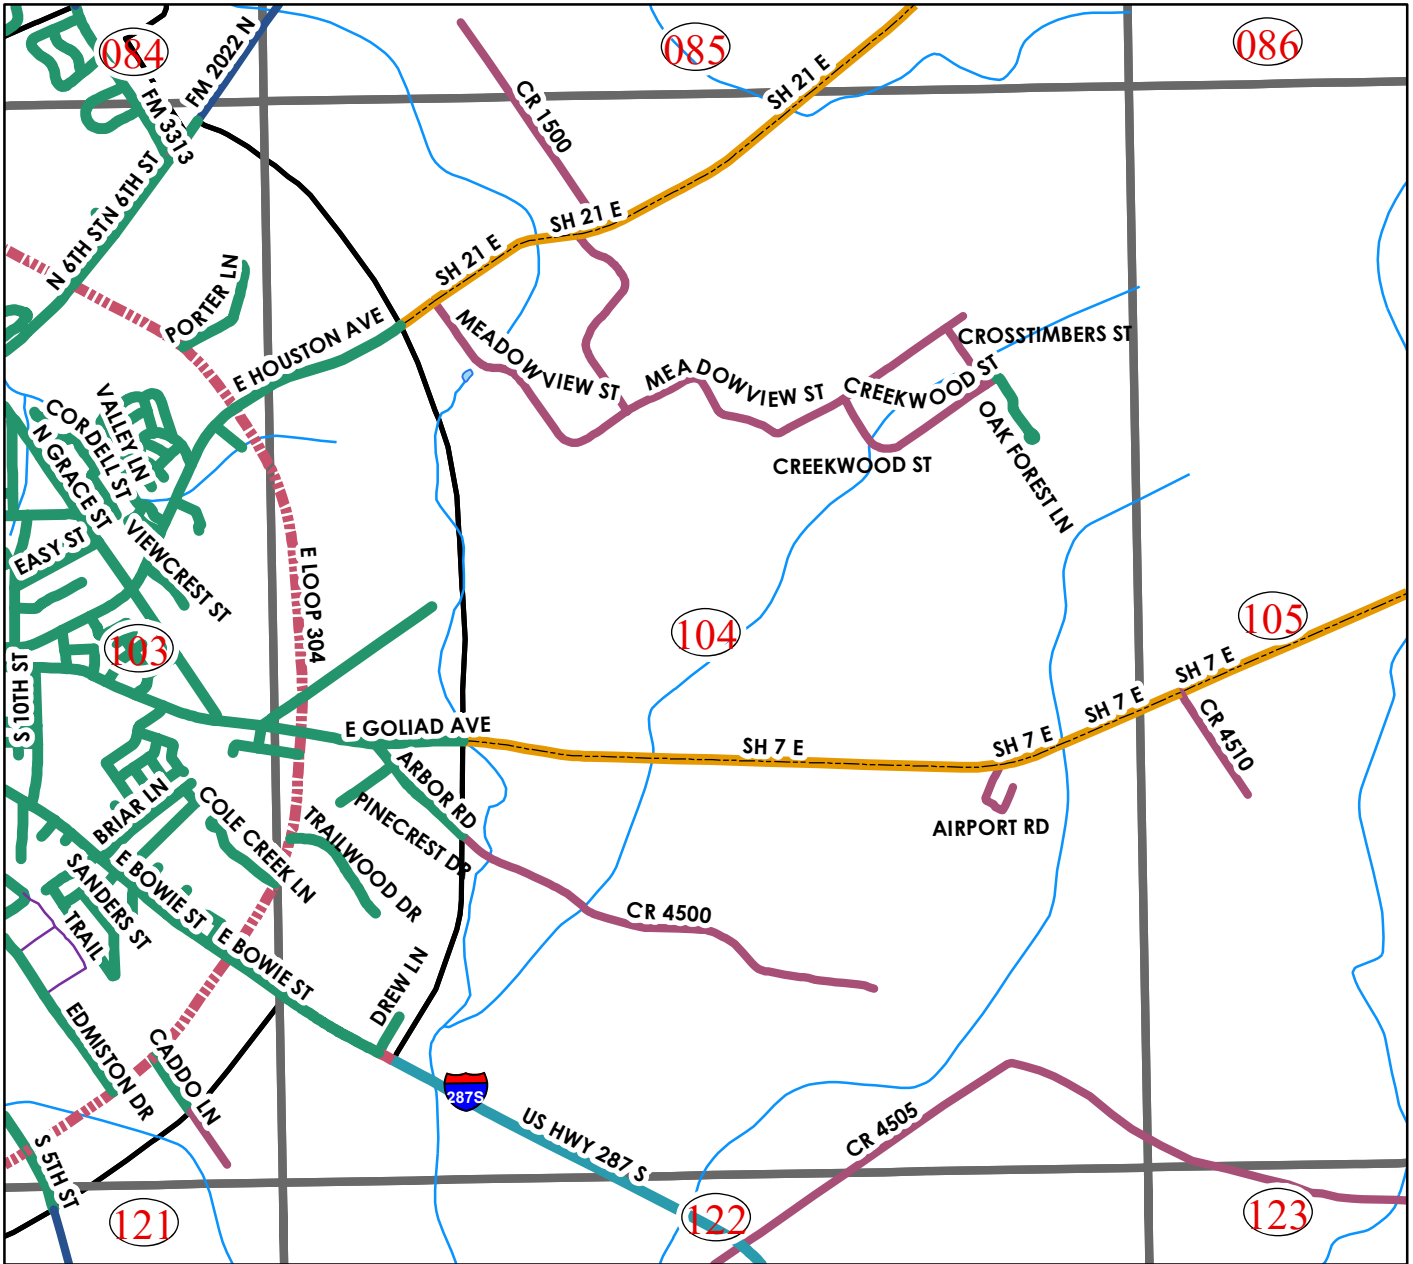 084
085
086
FM 2022 N
FM 3313
CR 1500
SH 21 E
N 6TH ST
N 6TH ST
SH 21 E
SH 21 E
PORTER LN
E HOUSTON AVE
MEADOWVIEW ST
MEADOWVIEW ST
CROSSTIMBERS ST
CREEKWOOD ST
CREEKWOOD ST
OAK FOREST LN
VALLEY LN
CORDELL ST
N GRACE ST
EASY ST
VIEWCREST ST
E LOOP 304
103
104
105
S 10TH ST
E GOLIAD AVE
SH 7 E
SH 7 E
SH 7 E
SH 7 E
CR 4510
AIRPORT RD
ARBOR RD
PINECREST DR
BRIAR LN
COLE CREEK LN
TRAILWOOD DR
E BOWIE ST
SANDERS ST
TRAIL
E BOWIE ST
CR 4500
DREW LN
EDMISTON DR
CADDO LN
287S
US HWY 287 S
CR 4505
S 5TH ST
121
122
123